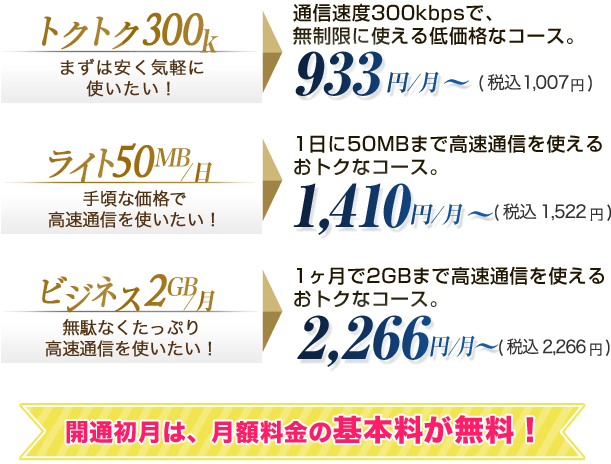 トクトク300k
まずは安く気軽に
使いたい！
通信速度300kbpsで、
無制限に使える低価格なコース。
933円/月～(税込1,007円)
ライト50MB/日
手頃な価格で
高速通信を使いたい！
1日に50MBまで高速通信を使える
おトクなコース。
1,410円/月～(税込1,522円)
ビジネス2GB/月
無駄なくたっぷり
高速通信を使いたい！
1ヶ月で2GBまで高速通信を使える
おトクなコース。
2,266円/月～(税込2,266円)
開通初月は、月額料金の基本料が無料！